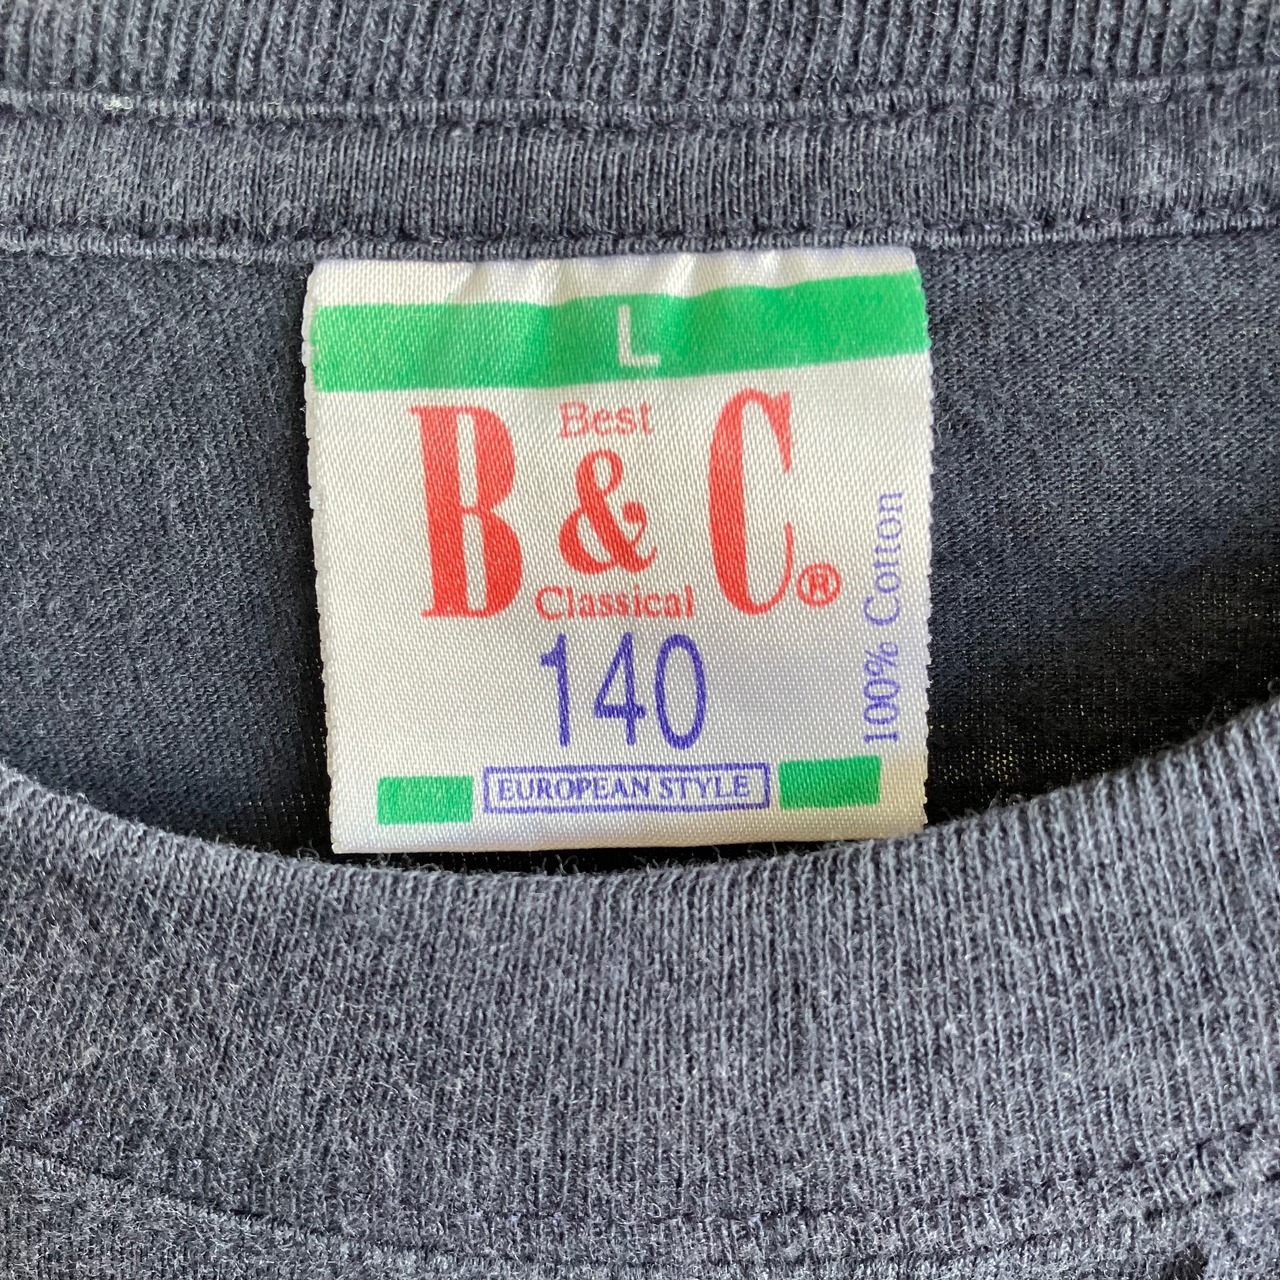 L
Best
B & C®
Classical
140
EUROPEAN STYLE
100% Cotton